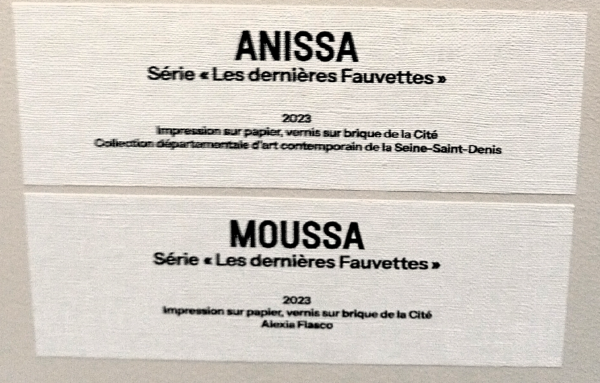 ANISSA
Série « Les dernières Fauvettes »
2023
Impression sur papier, vernis sur brique de la Cité
Collection départementale d'art contemporain de la Seine-Saint-Denis
MOUSSA
Série « Les dernières Fauvettes »
2023
Impression sur papier, vernis sur brique de la Cité
Alexia Fiasco